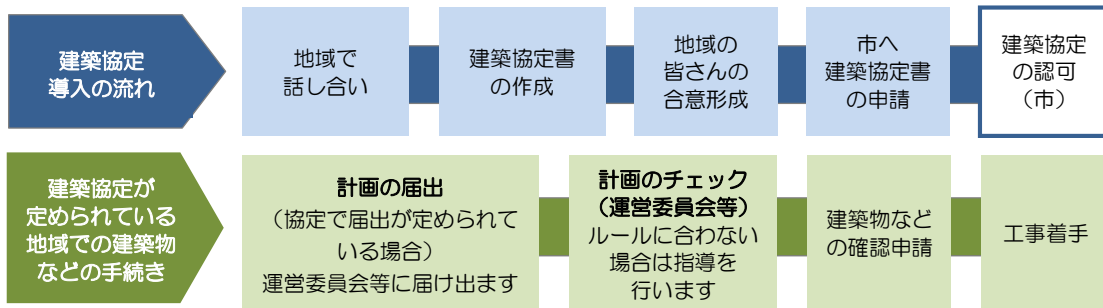 建築協定
導入の流れ
地域で
話し合い
建築協定書
の作成
地域の
皆さんの
合意形成
市へ
建築協定書
の申請
建築協定
の認可
（市）
建築協定が
定められている
地域での建築物
などの手続き
計画の届出
（協定で届出が定められて
いる場合）
運営委員会等に届け出ます
計画のチェック
（運営委員会等）
ルールに合わない
場合は指導を
行います
建築物など
の確認申請
工事着手